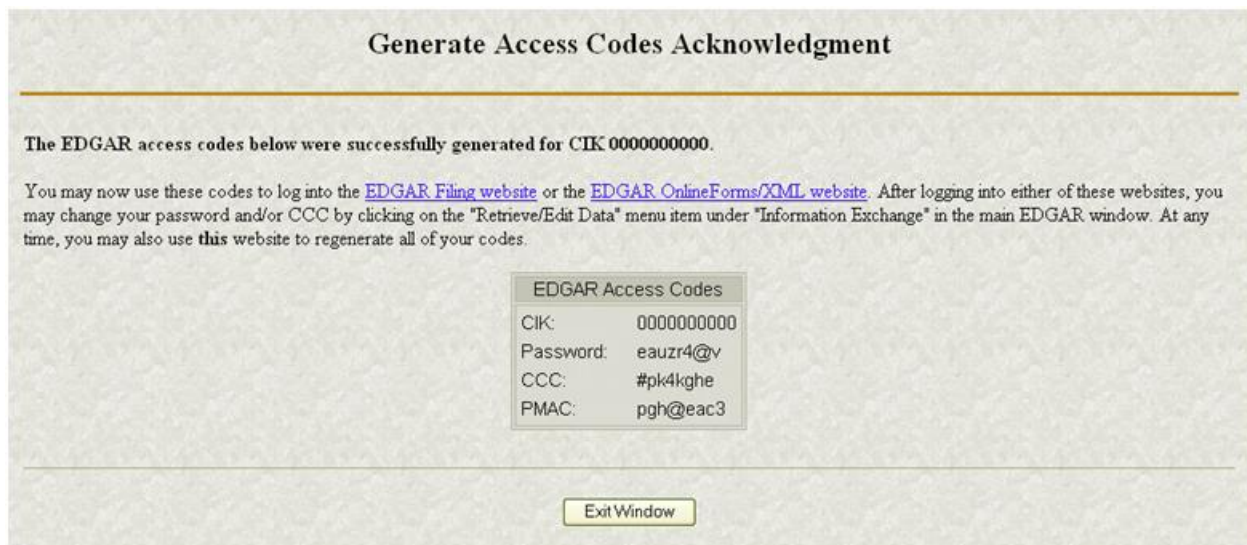 Generate Access Codes Acknowledgment
The EDGAR access codes below were successfully generated for CIK 0000000000.
You may now use these codes to log into the EDGAR Filing website or the EDGAR OnlineForms/XML website. After logging into either of these websites, you
may change your password and/or CCC by clicking on the "Retrieve/Edit Data" menu item under "Information Exchange" in the main EDGAR window. At any
time, you may also use this website to regenerate all of your codes.
EDGAR Access Codes
CIK: 0000000000
Password: eauzr4@v
CCC: #pk4kghe
PMAC: pgh@eac3
Exit Window